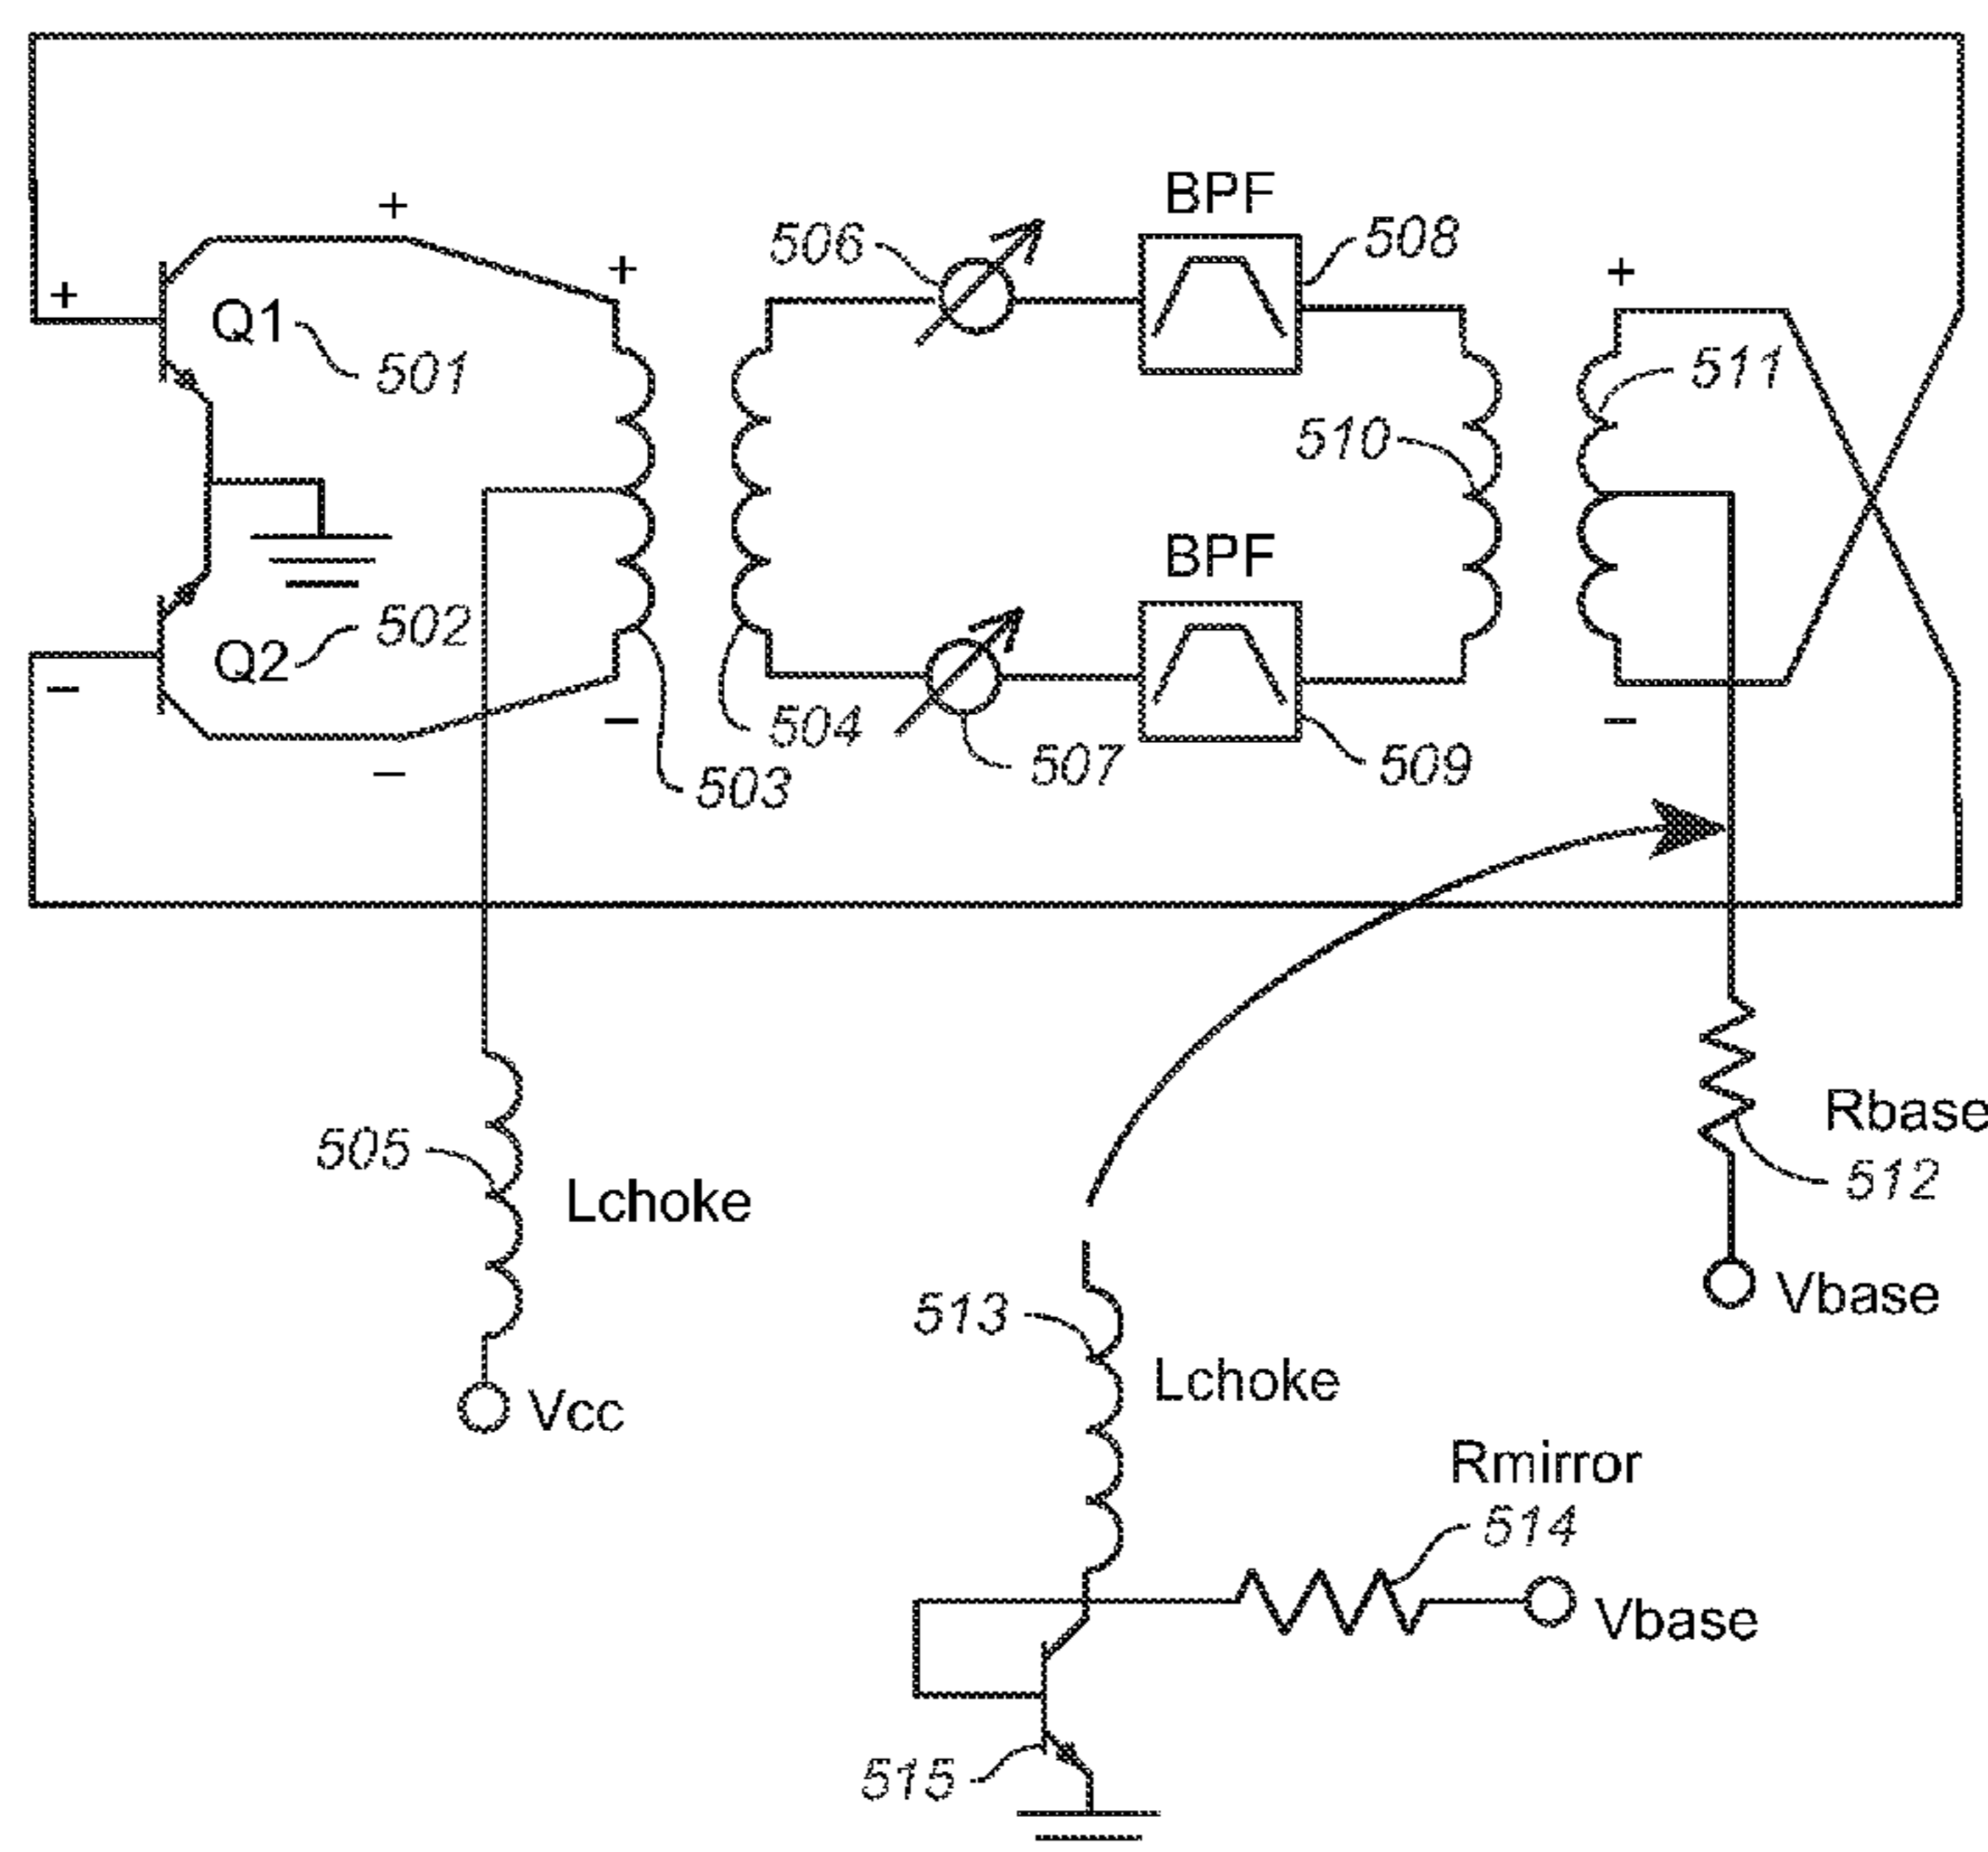 BPF
+
506
508
+
+
+
Q1
501
511
510
BPF
Q2
502
−
−
−
504
507
509
503
−
Rbase
505
Lchoke
512
513
Vbase
Lchoke
Vcc
Rmirror
514
Vbase
515